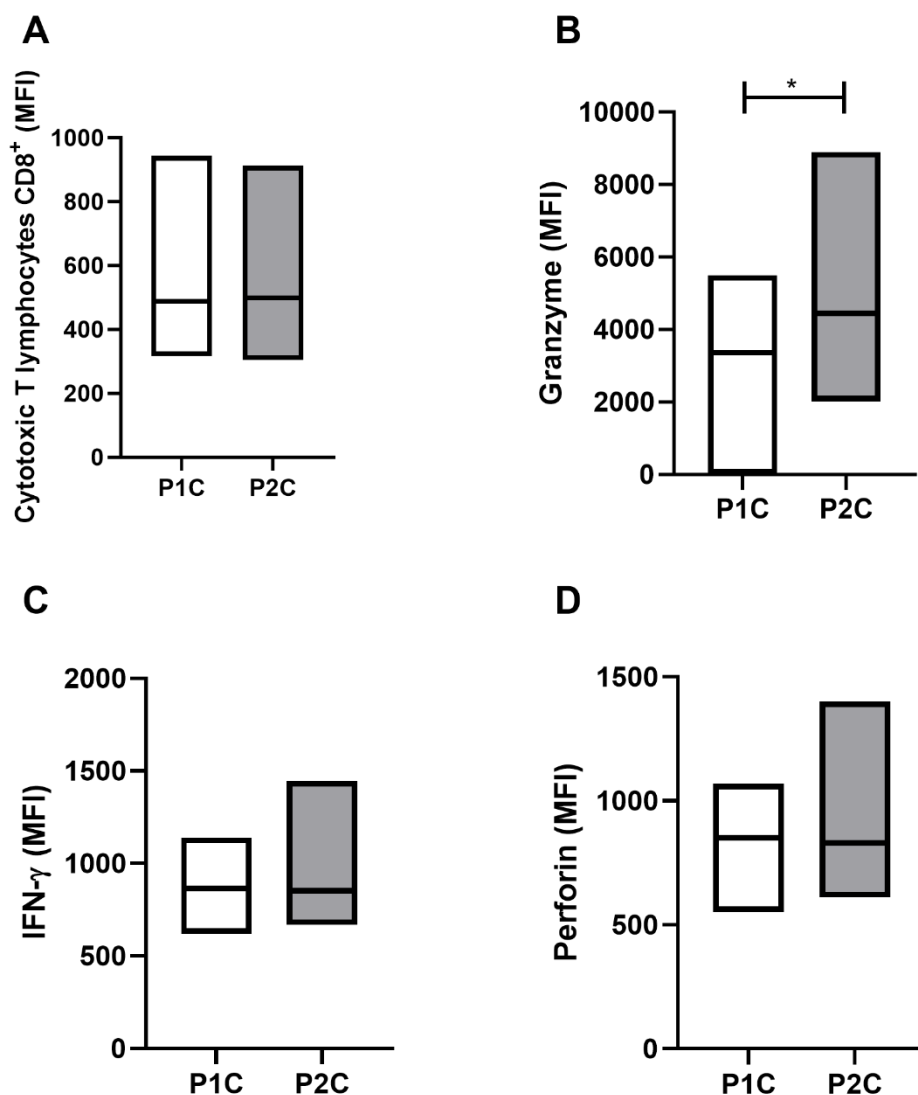 A
Cytotoxic T lymphocytes CD8⁺ (MFI)
1000
800
600
400
200
0
P1C P2C
B
*
Granzyme (MFI)
10000
8000
6000
4000
2000
0
P1C P2C
C
IFN-γ (MFI)
2000
1500
1000
500
0
P1C P2C
D
Perforin (MFI)
1500
1000
500
0
P1C P2C